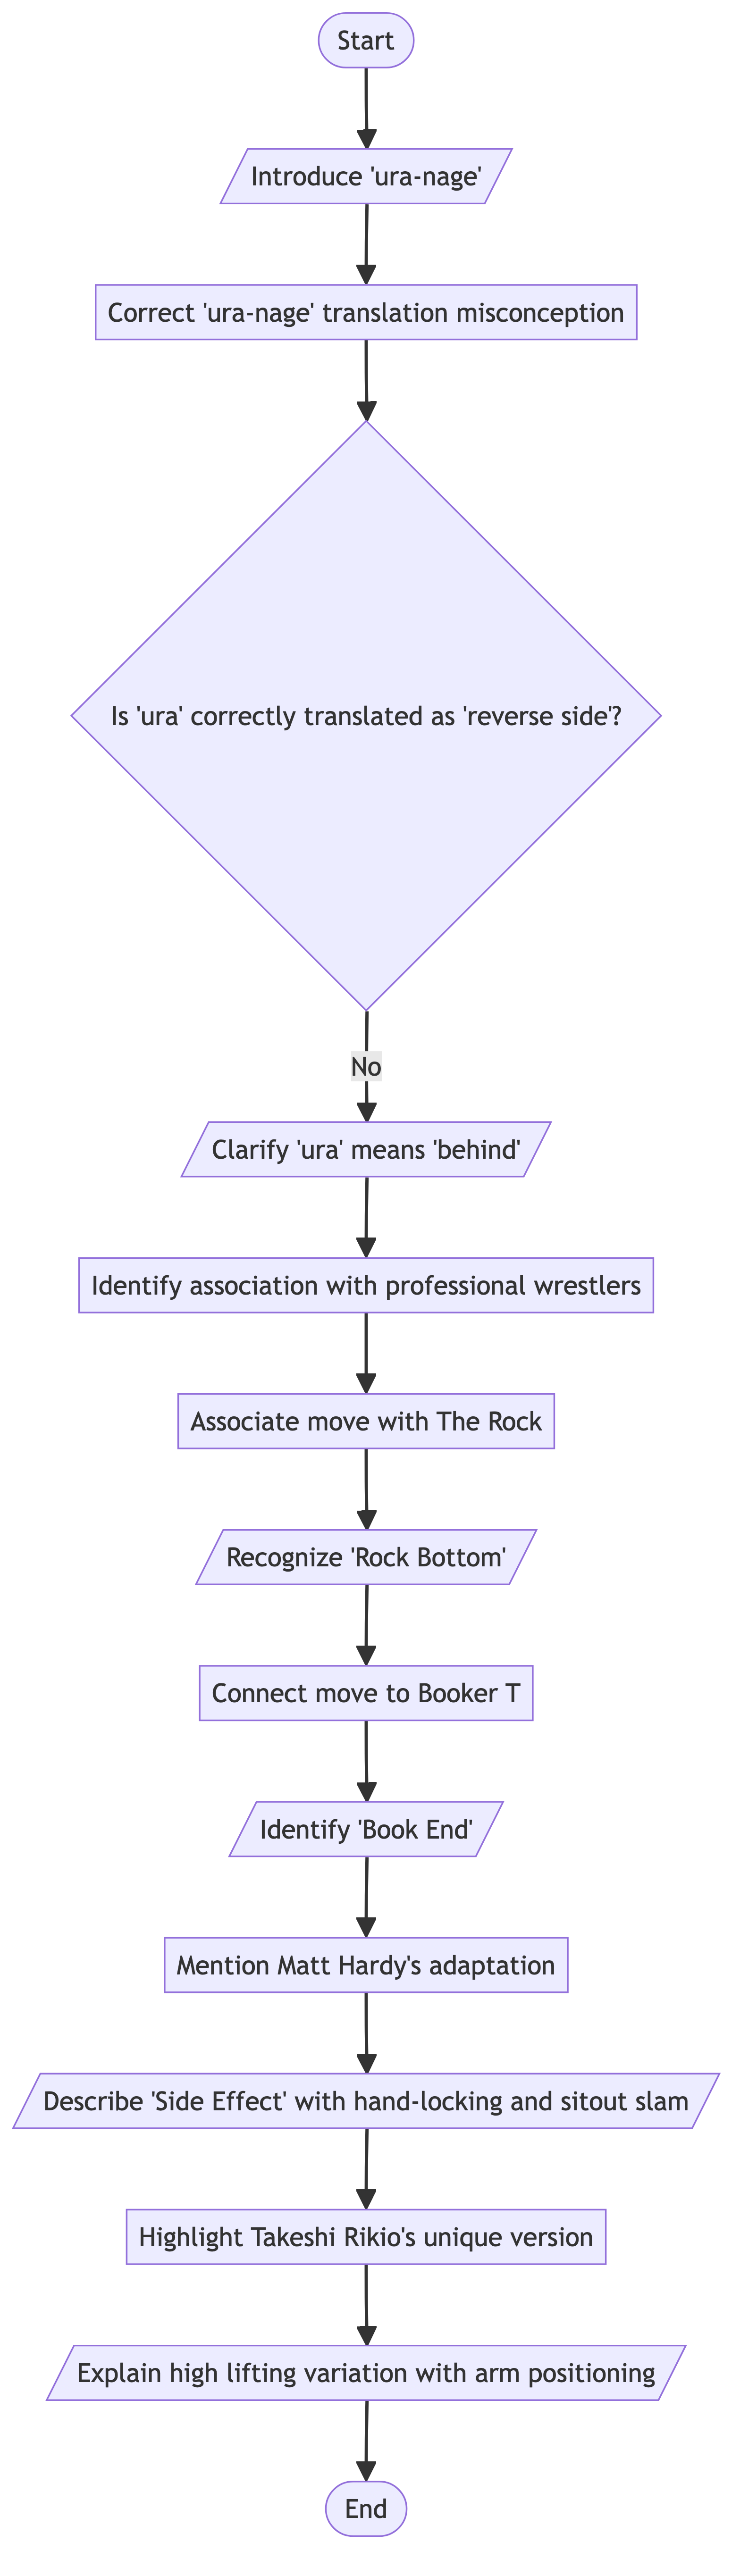 Start
Introduce 'ura-nage'
Correct 'ura-nage' translation misconception
Is 'ura' correctly translated as 'reverse side'?
No
Clarify 'ura' means 'behind'
Identify association with professional wrestlers
Associate move with The Rock
Recognize 'Rock Bottom'
Connect move to Booker T
Identify 'Book End'
Mention Matt Hardy's adaptation
Describe 'Side Effect' with hand-locking and sitout slam
Highlight Takeshi Rikio's unique version
Explain high lifting variation with arm positioning
End